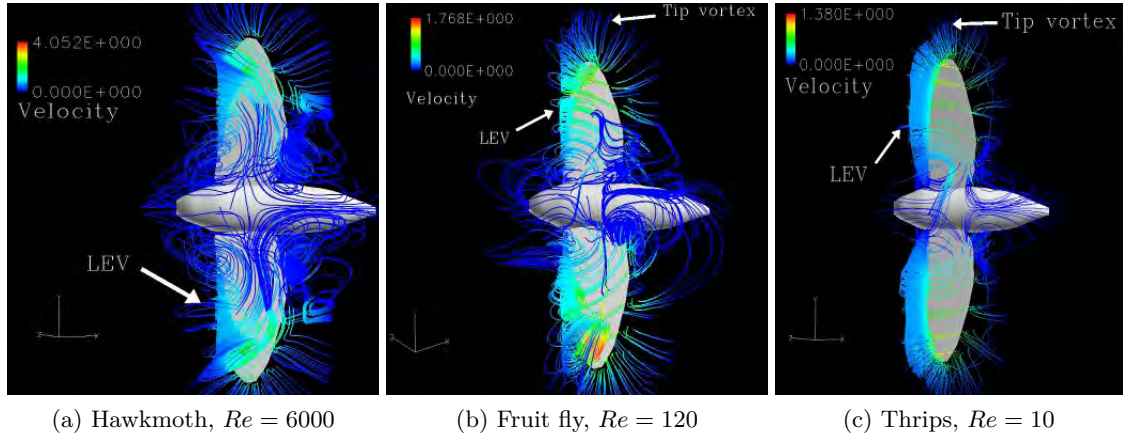 4.052E+000
0.000E+000
Velocity
LEV
(a) Hawkmoth, Re = 6000
1.768E+000
0.000E+000
Velocity
Tip vortex
LEV
(b) Fruit fly, Re = 120
1.380E+000
0.000E+000
Velocity
Tip vortex
LEV
(c) Thrips, Re = 10